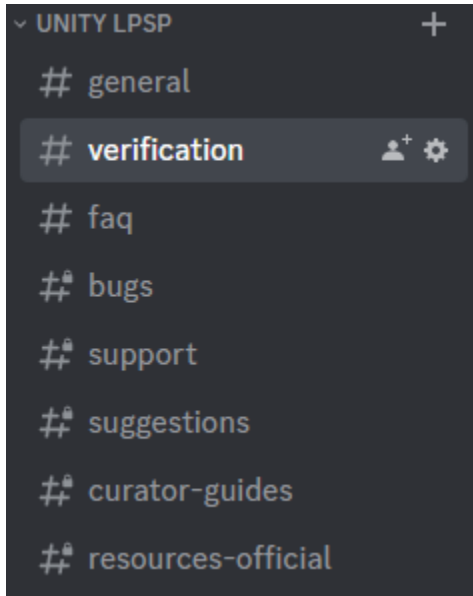 UNITY LPSP
general
verification
faq
bugs
support
suggestions
curator-guides
resources-official